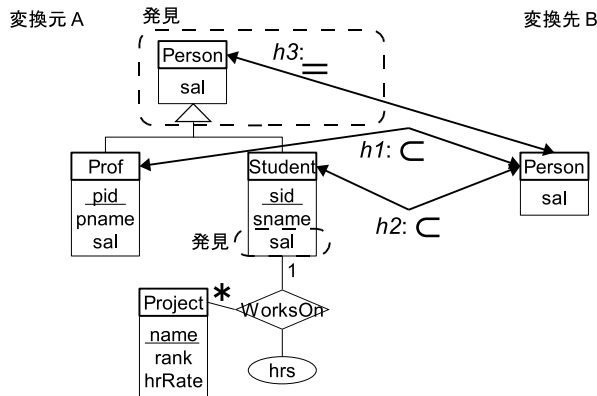 変換元 A
発見
変換先 B
Person
sal
h3: =
Prof
pid
pname
sal
Student
sid
sname
sal
h1: ⊂
h2: ⊂
Person
sal
発見
1
Project
*
WorksOn
name
rank
hrRate
hrs